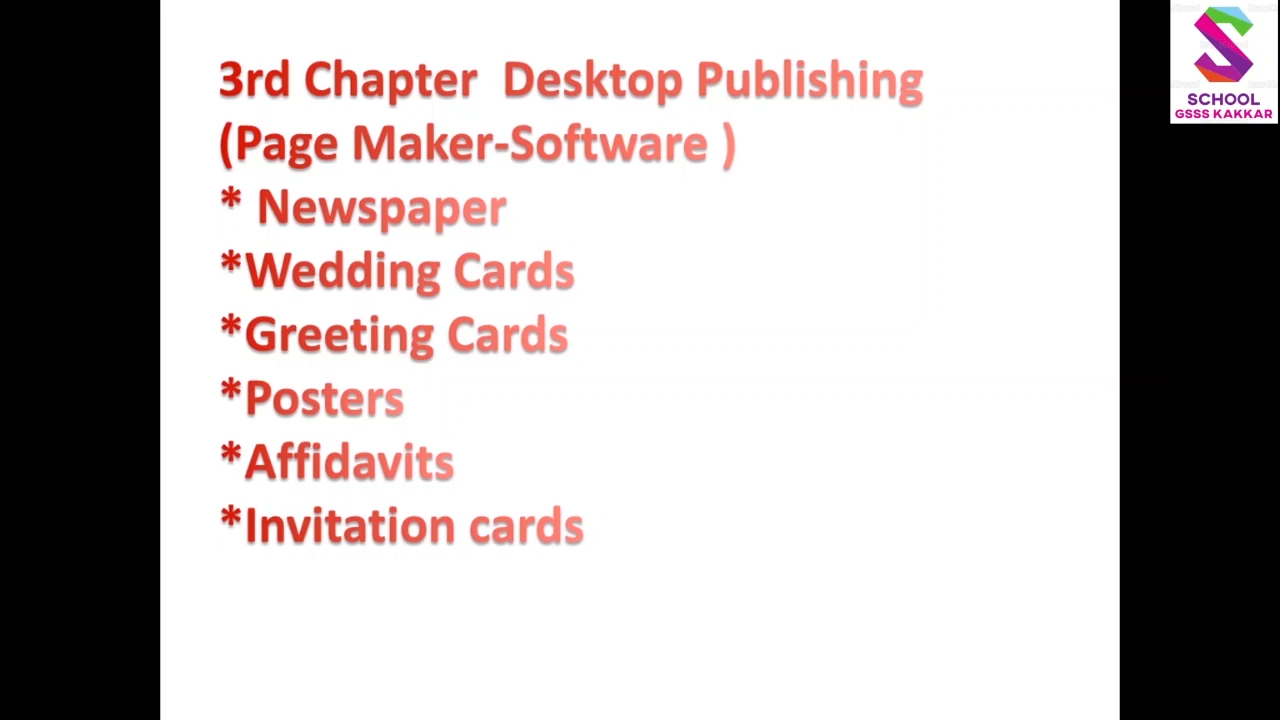 3rd Chapter Desktop Publishing
(Page Maker-Software )
* Newspaper
*Wedding Cards
*Greeting Cards
*Posters
*Affidavits
*Invitation cards
SCHOOL
GSSS KAKKAR